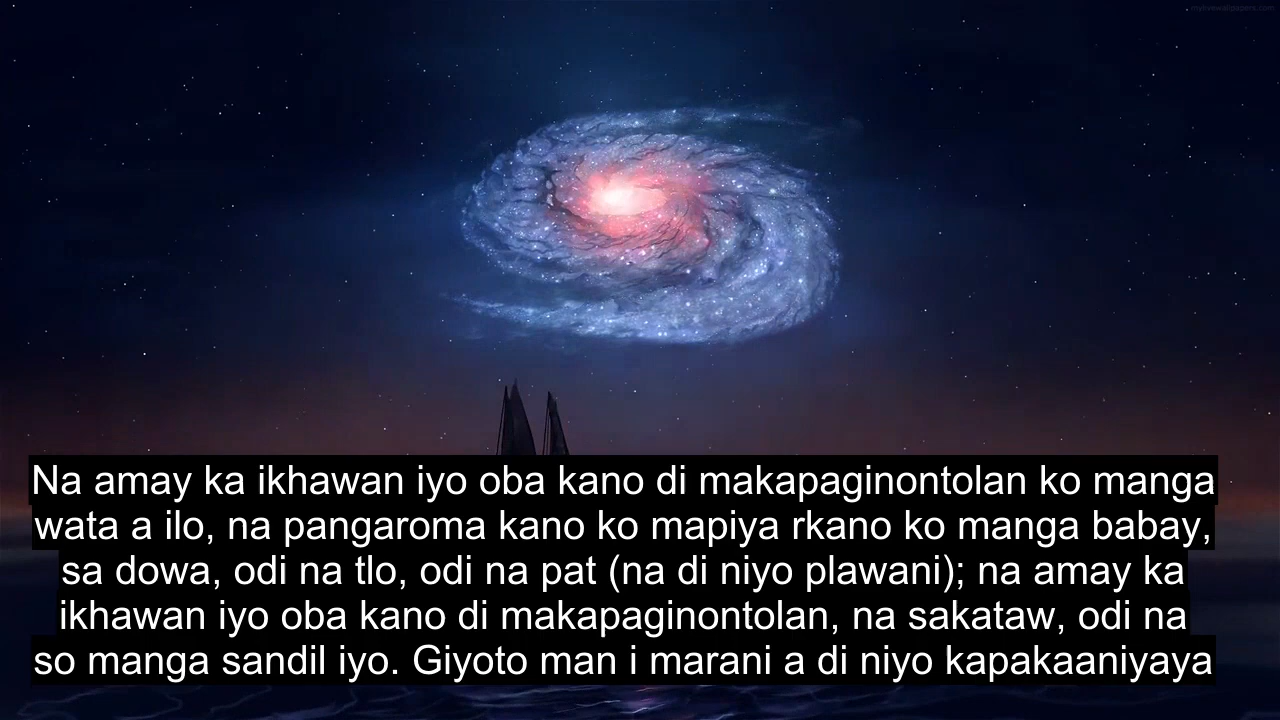 Na amay ka ikhawan iyo oba kano di makapaginontolan ko manga
wata a ilo, na pangaroma kano ko mapiya rkano ko manga babay,
sa dowa, odi na tlo, odi na pat (na di niyo plawani); na amay ka
ikhawan iyo oba kano di makapaginontolan, na sakataw, odi na
so manga sandil iyo. Giyoto man i marani a di niyo kapakaaniyaya